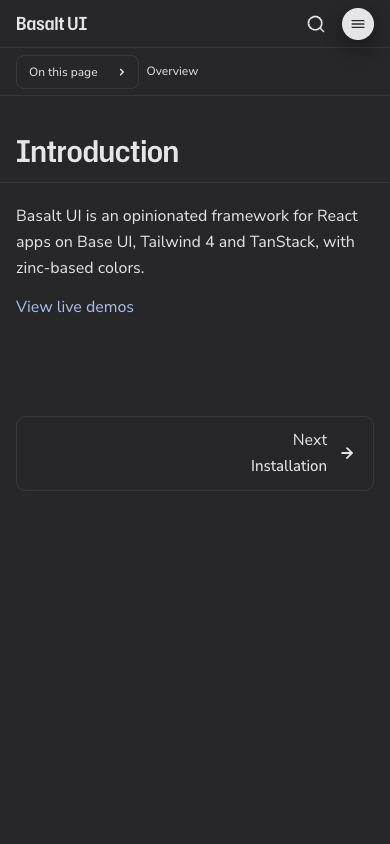 Basalt UI
On this page
Overview
Introduction
Basalt UI is an opinionated framework for React
apps on Base UI, Tailwind 4 and TanStack, with
zinc-based colors.
View live demos
Next
Installation